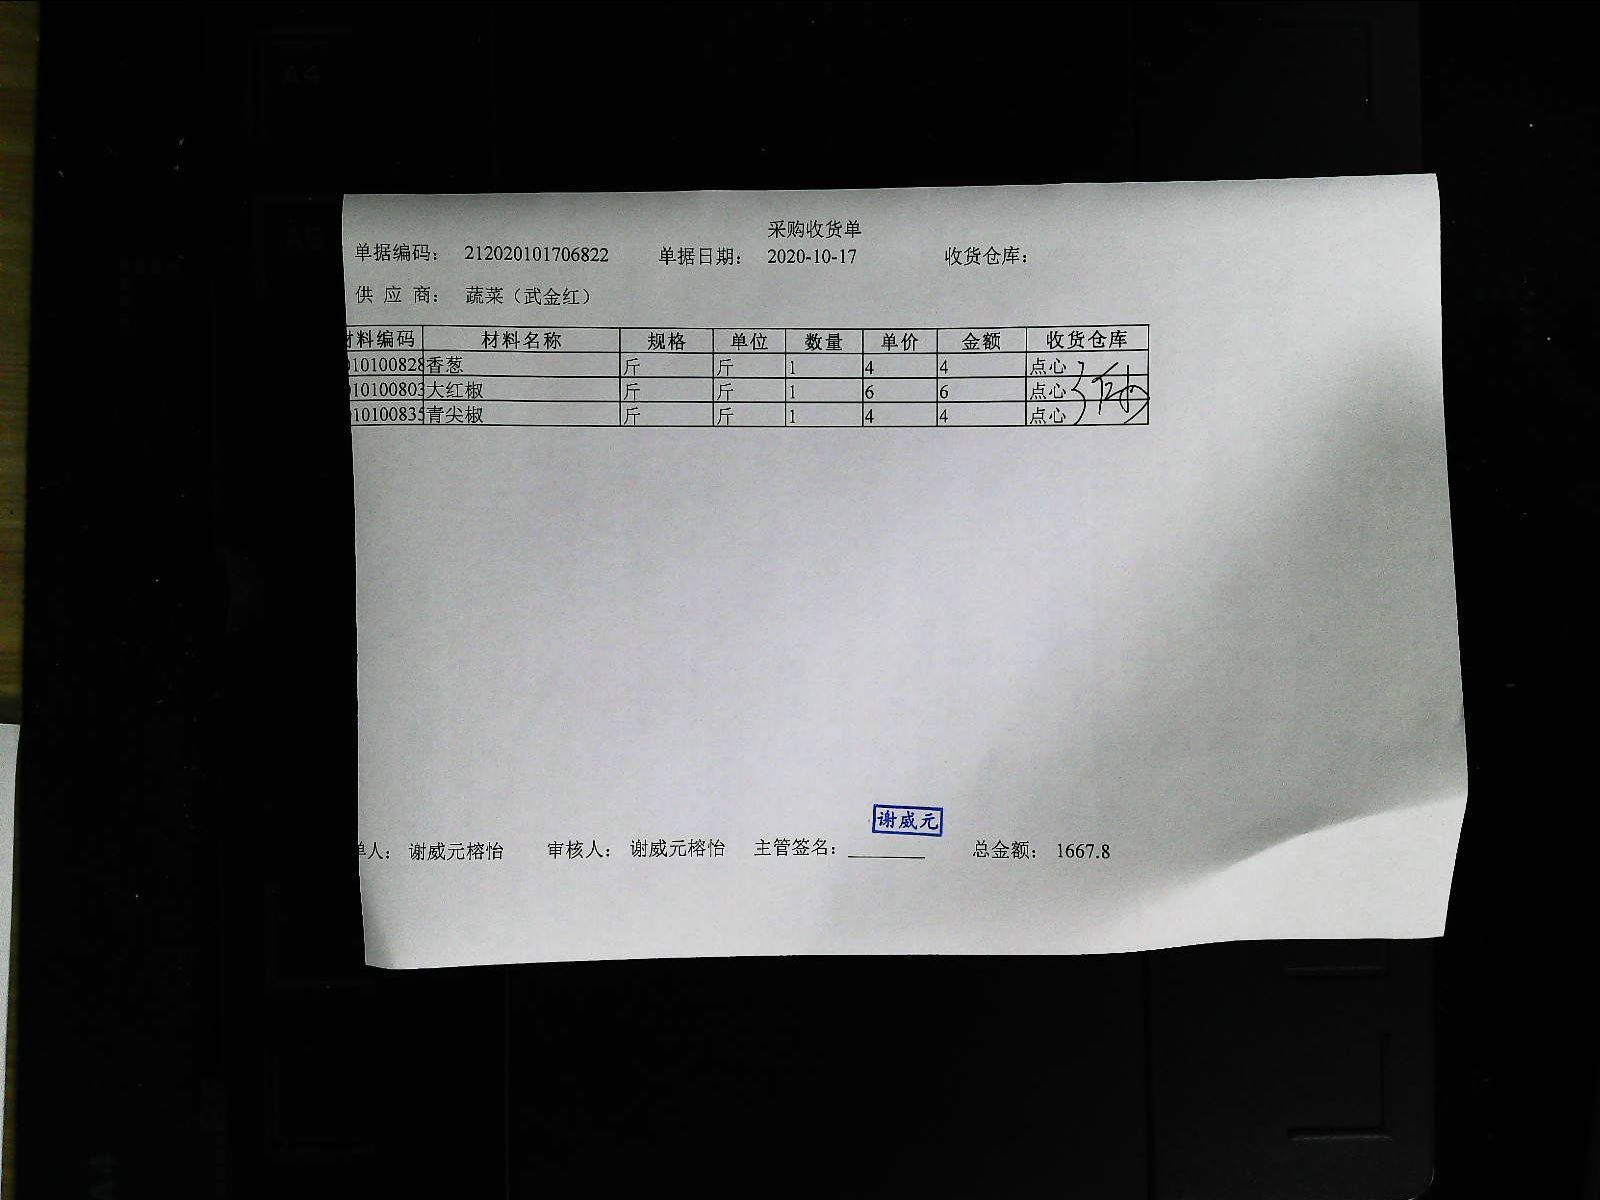 采购收货单
单据编码： 212020101706822 单据日期： 2020-10-17 收货仓库：
供 应 商： 蔬菜（武金红）
材料编码 材料名称 规格 单位 数量 单价 金额 收货仓库
010100828 香葱 斤 斤 1 4 4 点心
010100803 大红椒 斤 斤 1 6 6 点心
010100835 青尖椒 斤 斤 1 4 4 点心
谢威元
单人： 谢威元榕怡 审核人： 谢威元榕怡 主管签名：________ 总金额： 1667.8